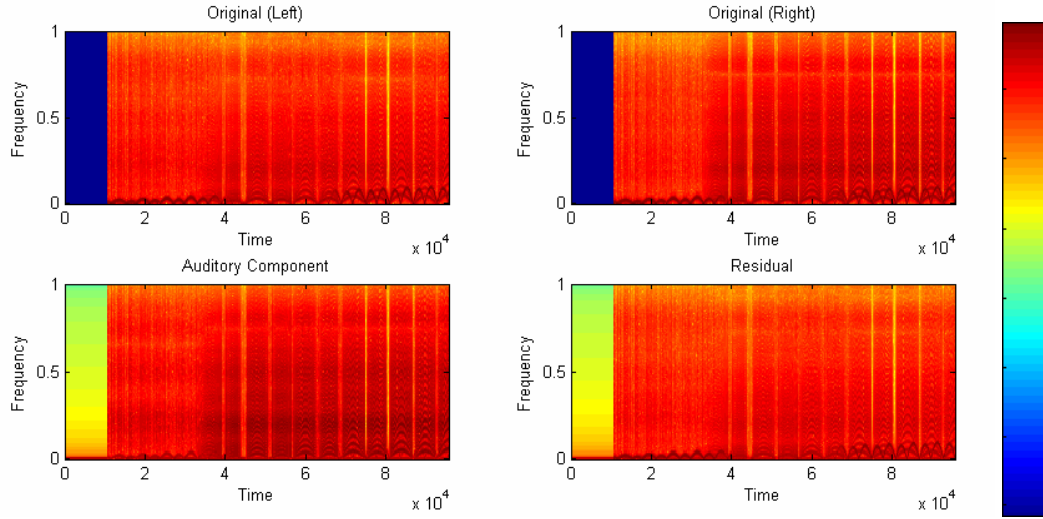 Original (Left)
1
0.5
0
Frequency
0 2 4 6 8
Time
x 10^4
Original (Right)
1
0.5
0
Frequency
0 2 4 6 8
Time
x 10^4
Auditory Component
1
0.5
0
Frequency
0 2 4 6 8
Time
x 10^4
Residual
1
0.5
0
Frequency
0 2 4 6 8
Time
x 10^4